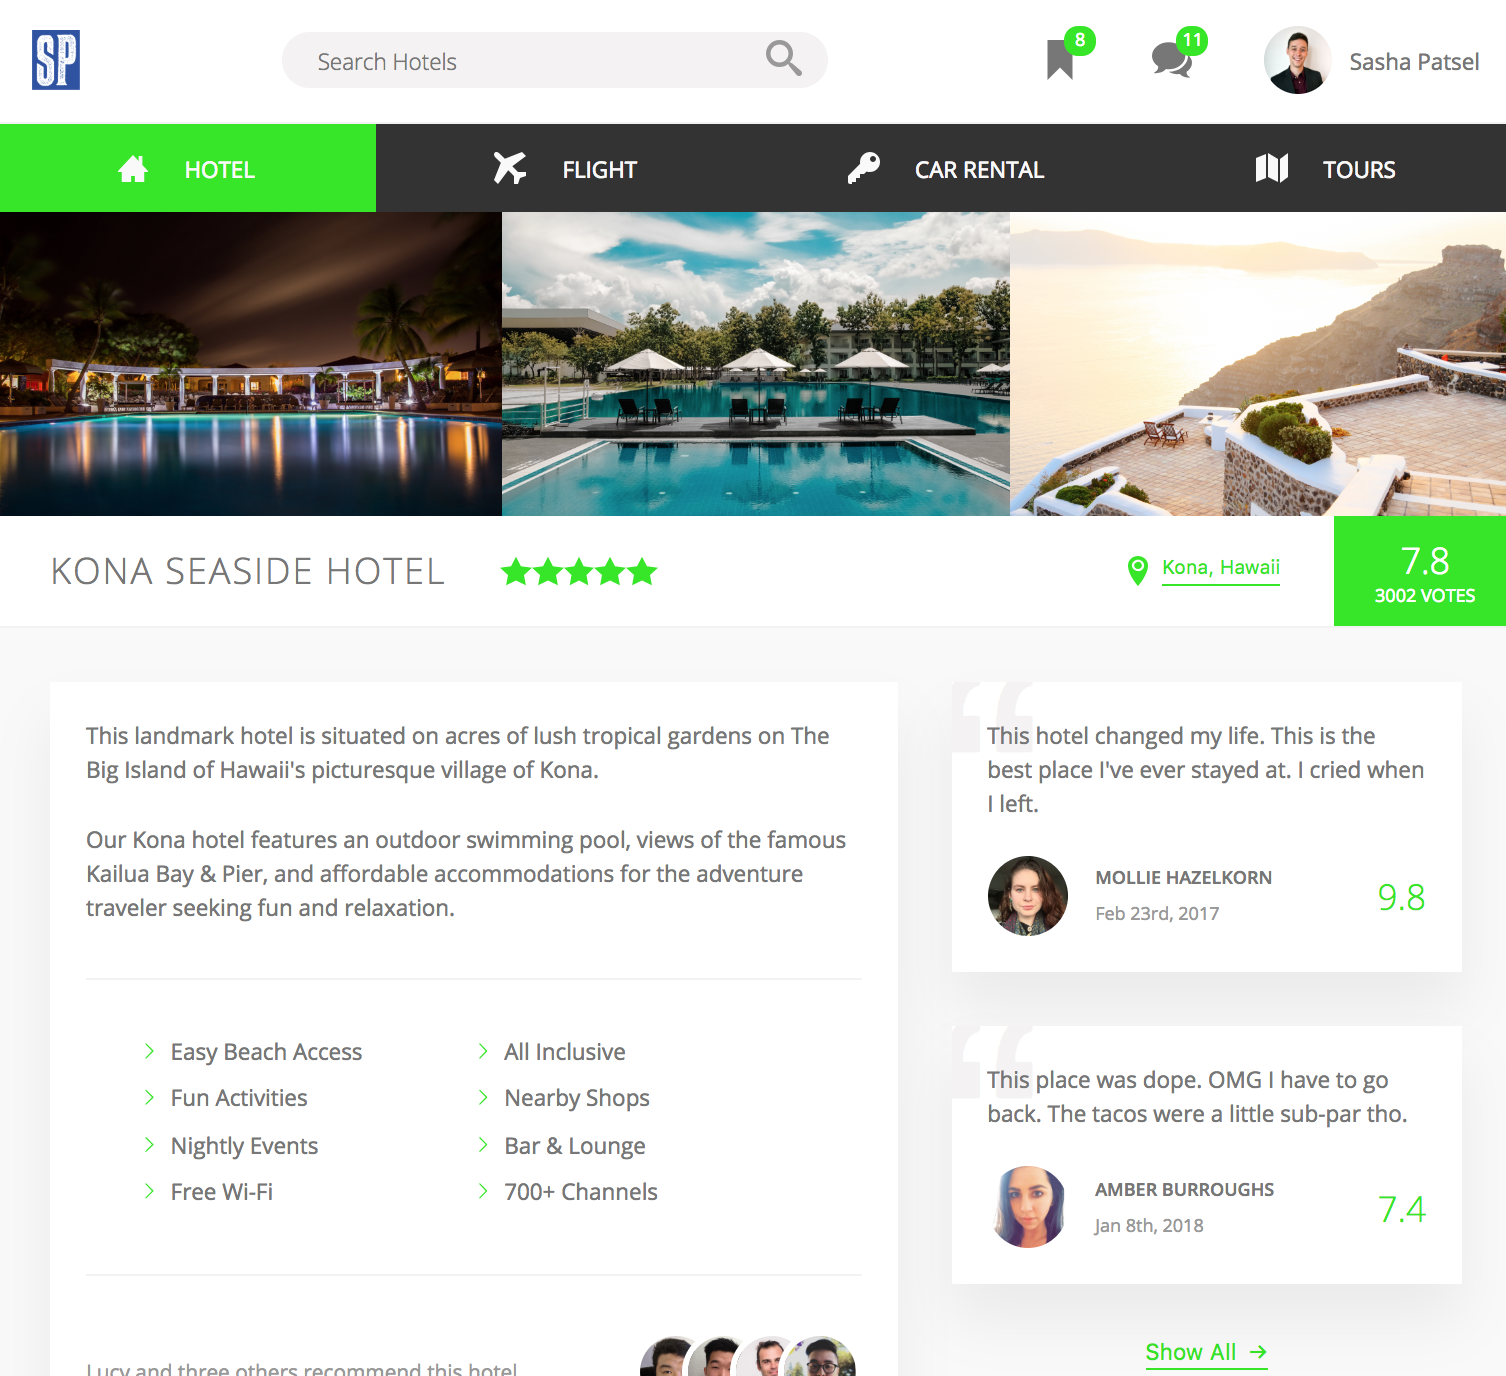 SP
Search Hotels
8
11
Sasha Patsel
HOTEL
FLIGHT
CAR RENTAL
TOURS
KONA SEASIDE HOTEL
Kona, Hawaii
7.8
3002 VOTES
This landmark hotel is situated on acres of lush tropical gardens on The
Big Island of Hawaii's picturesque village of Kona.
Our Kona hotel features an outdoor swimming pool, views of the famous
Kailua Bay & Pier, and affordable accommodations for the adventure
traveler seeking fun and relaxation.
Easy Beach Access
All Inclusive
Fun Activities
Nearby Shops
Nightly Events
Bar & Lounge
Free Wi-Fi
700+ Channels
Lucy and three others recommend this hotel
“
This hotel changed my life. This is the
best place I've ever stayed at. I cried when
I left.
MOLLIE HAZELKORN
Feb 23rd, 2017
9.8
“
This place was dope. OMG I have to go
back. The tacos were a little sub-par tho.
AMBER BURROUGHS
Jan 8th, 2018
7.4
Show All →